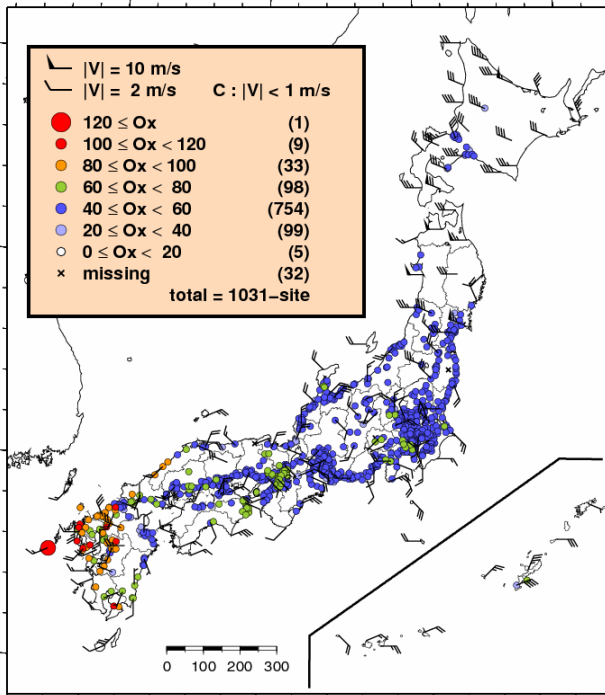 |V| = 10 m/s
|V| = 2 m/s C : |V| < 1 m/s
120 ≤ Ox (1)
100 ≤ Ox < 120 (9)
80 ≤ Ox < 100 (33)
60 ≤ Ox < 80 (98)
40 ≤ Ox < 60 (754)
20 ≤ Ox < 40 (99)
0 ≤ Ox < 20 (5)
× missing (32)
total = 1031−site
0 100 200 300